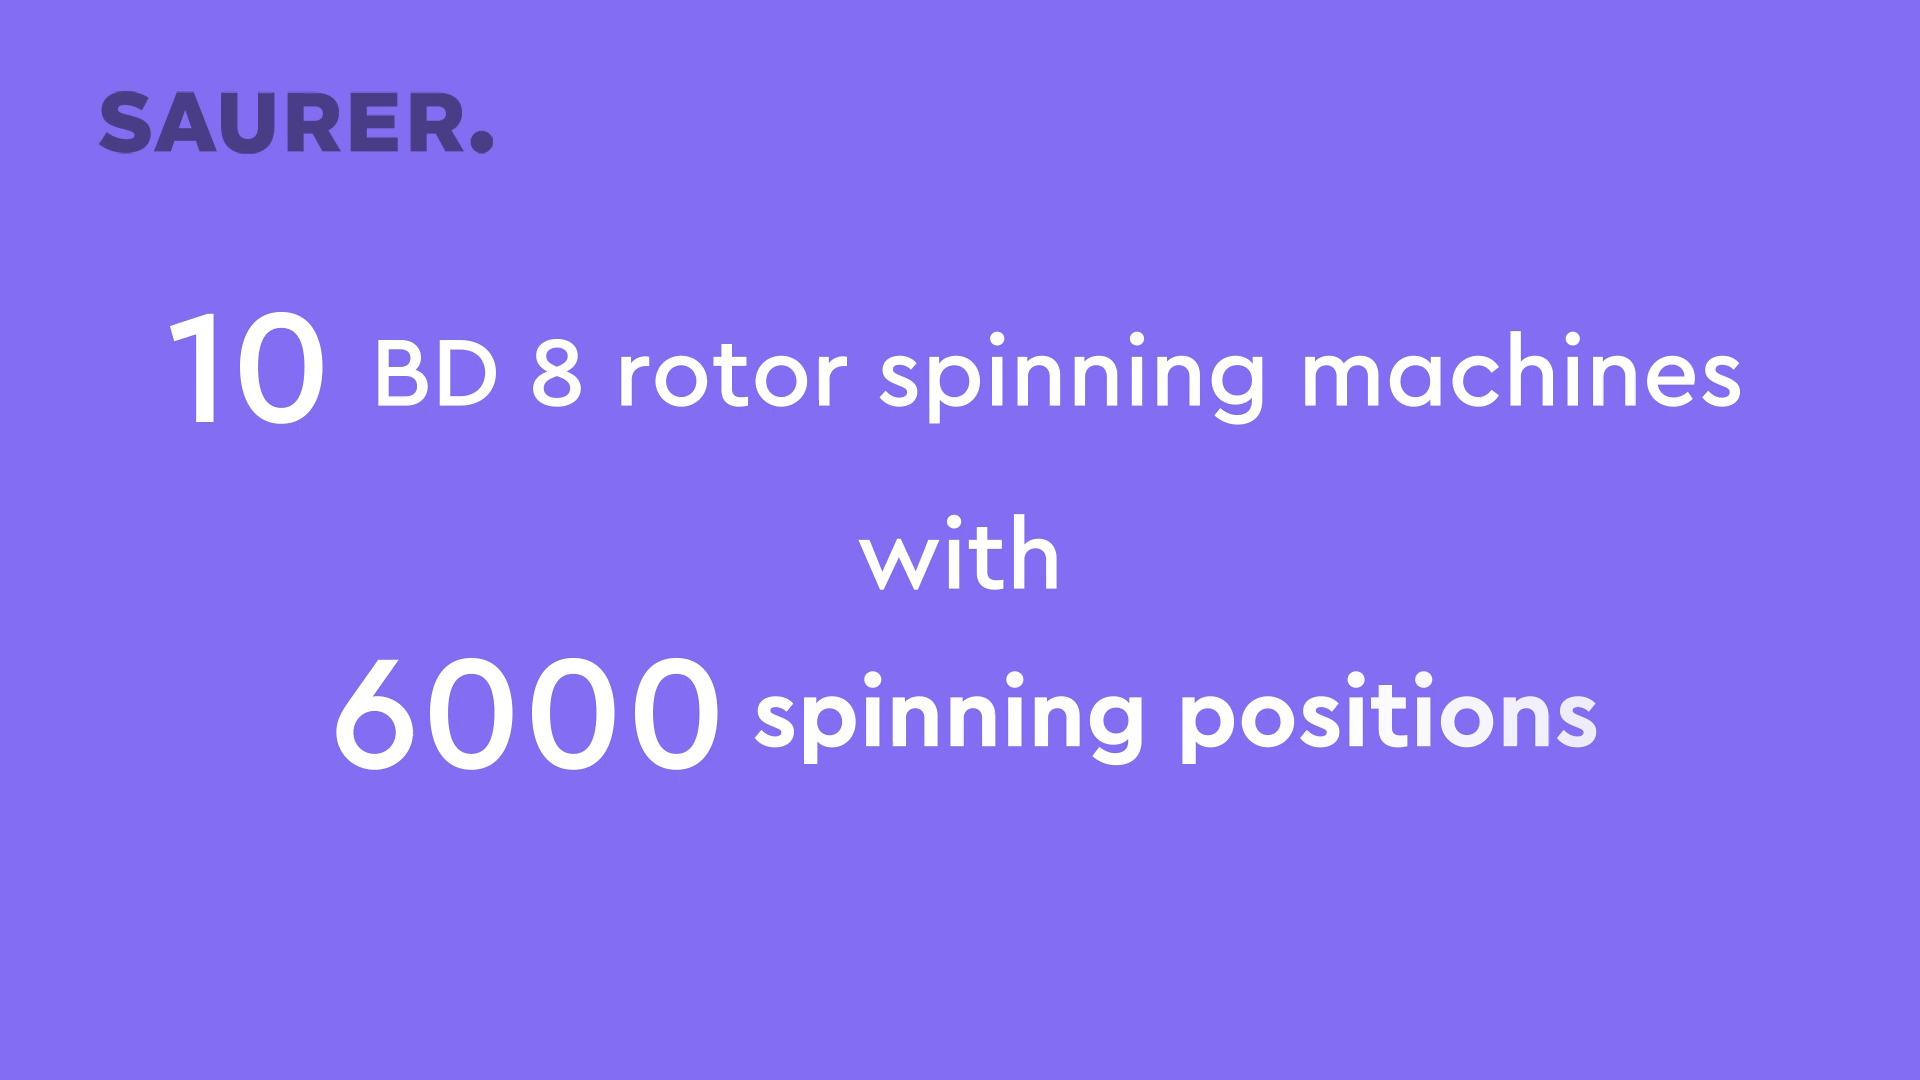 SAURER.
10 BD 8 rotor spinning machines
with
6000 spinning positions